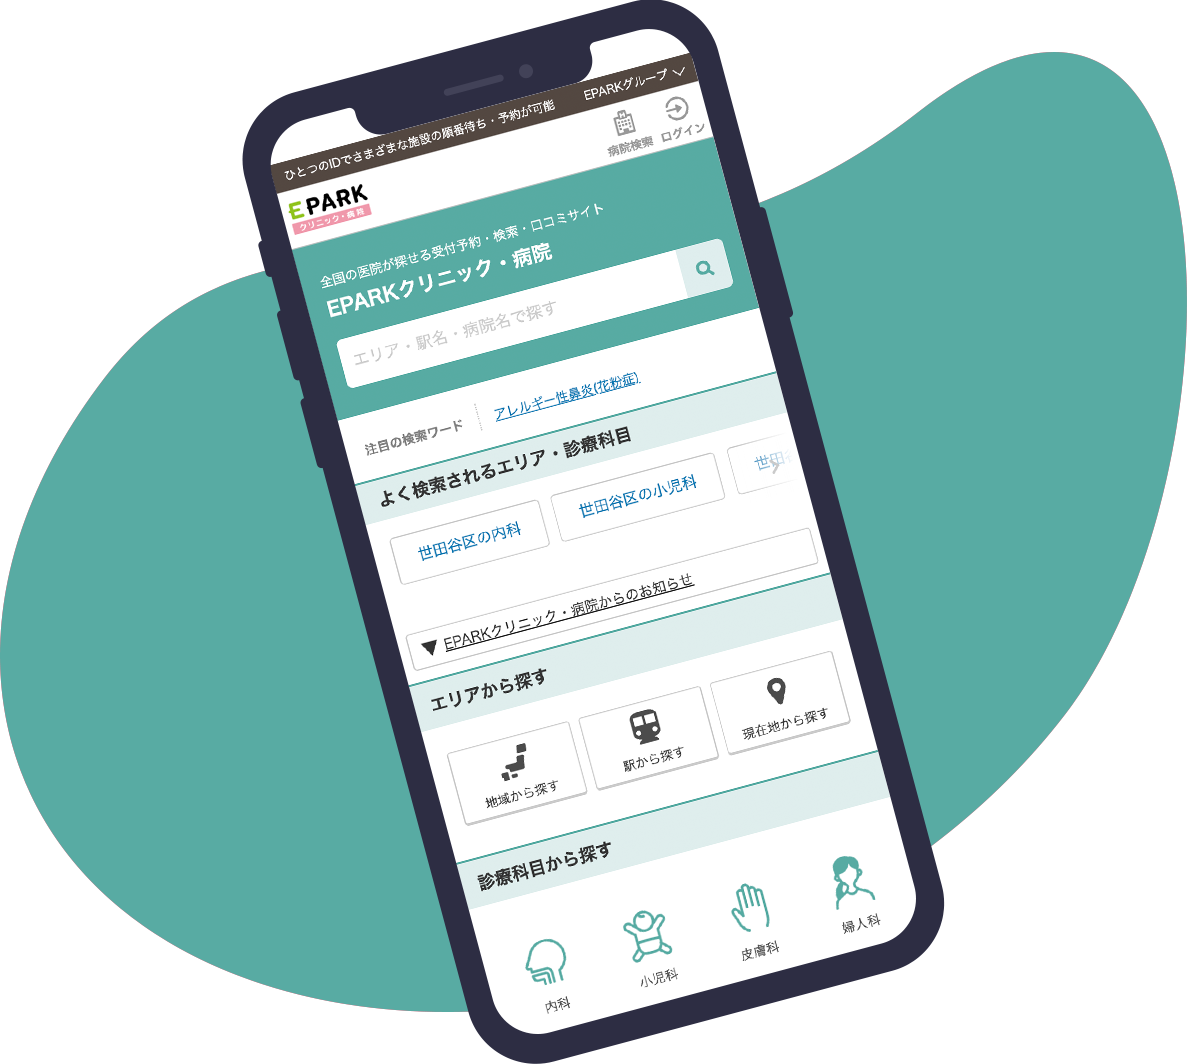 ひとつのIDでさまざまな施設の順番待ち・予約が可能 EPARKグループ
EPARK
クリニック・病院
病院検索 ログイン
全国の医院が探せる受付予約・検索・口コミサイト
EPARKクリニック・病院
エリア・駅名・病院名で探す
注目の検索ワード アレルギー性鼻炎(花粉症)
よく検索されるエリア・診療科目
世田谷区の内科 世田谷区の小児科 世田
▼ EPARKクリニック・病院からのお知らせ
エリアから探す
地域から探す 駅から探す 現在地から探す
診療科目から探す
内科 小児科 皮膚科 婦人科